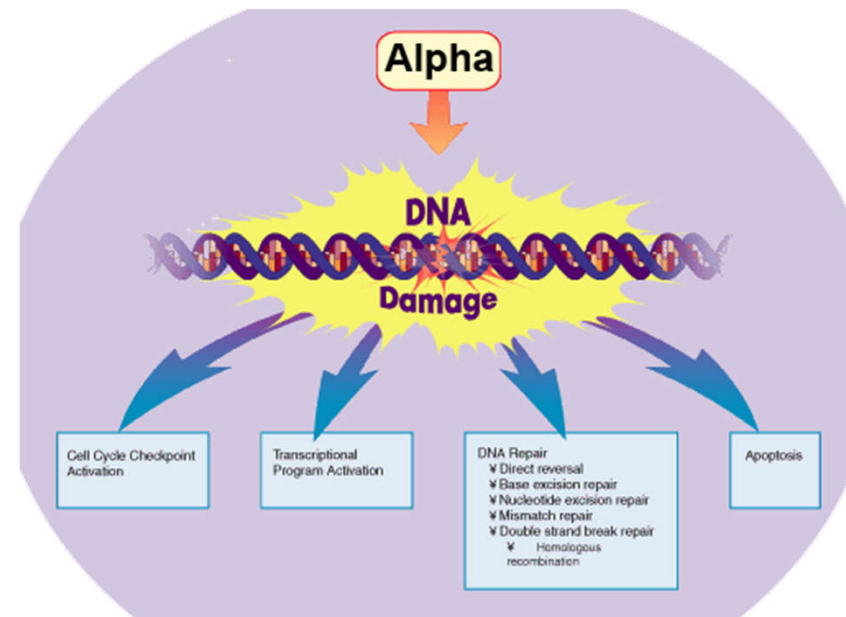 Alpha
DNA
Damage
Cell Cycle Checkpoint
Activation
Transcriptional
Program Activation
DNA Repair
¥ Direct reversal
¥ Base excision repair
¥ Nucleotide excision repair
¥ Mismatch repair
¥ Double strand break repair
¥ Homologous
recombination
Apoptosis